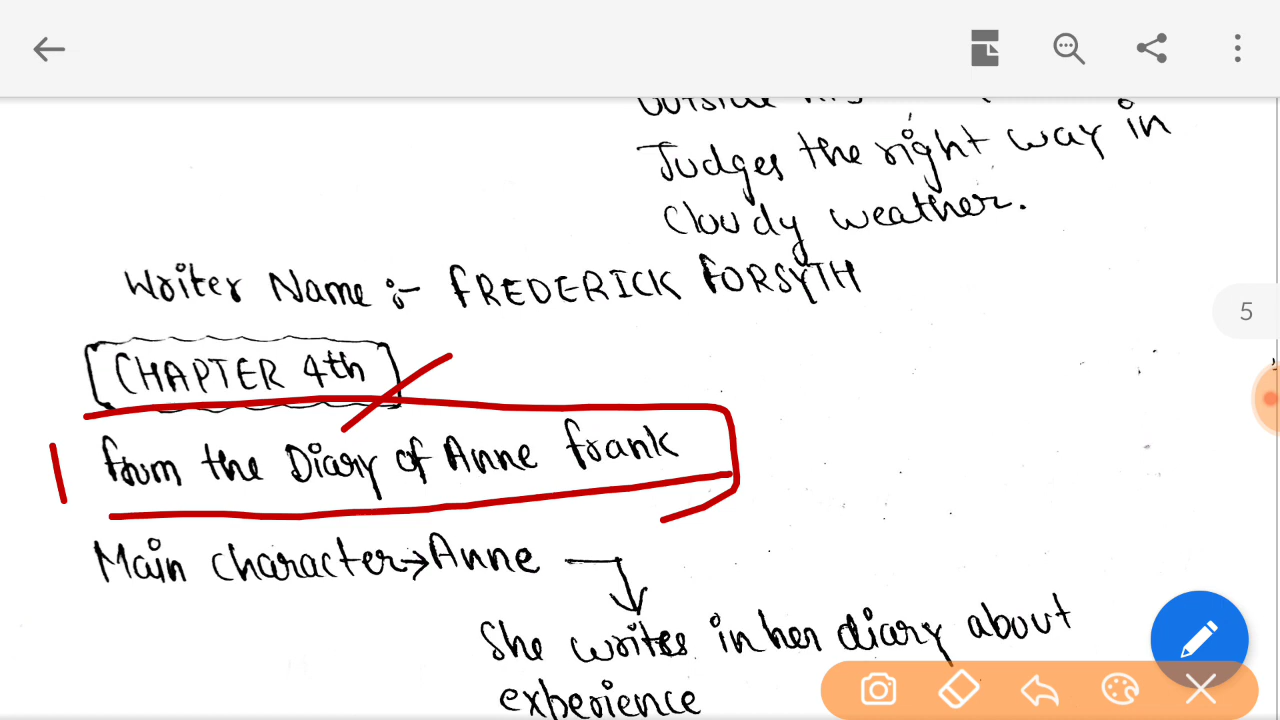 Judges the right way in
Cloudy weather.
Writer Name :- FREDERICK FORSYTH
5
CHAPTER 4th
from the Diary of Anne frank
Main character→Anne
She writes in her diary about
experience